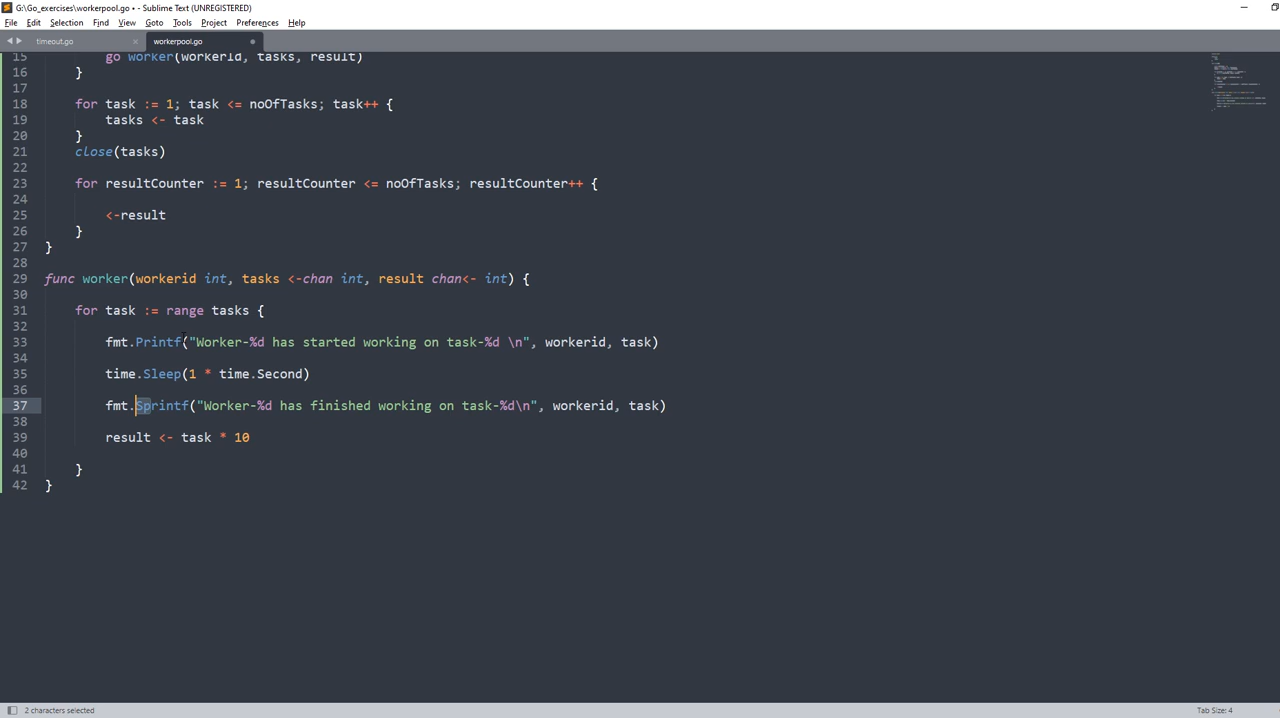 G:\Go_exercises\workerpool.go • - Sublime Text (UNREGISTERED)
File Edit Selection Find View Goto Tools Project Preferences Help
timeout.go workerpool.go
15 go worker(workerId, tasks, result)
16 }
17
18 for task := 1; task <= noOfTasks; task++ {
19 tasks <- task
20 }
21 close(tasks)
22
23 for resultCounter := 1; resultCounter <= noOfTasks; resultCounter++ {
24
25 <-result
26 }
27 }
28
29 func worker(workerid int, tasks <-chan int, result chan<- int) {
30
31 for task := range tasks {
32
33 fmt.Printf("Worker-%d has started working on task-%d \n", workerid, task)
34
35 time.Sleep(1 * time.Second)
36
37 fmt.Sprintf("Worker-%d has finished working on task-%d\n", workerid, task)
38
39 result <- task * 10
40
41 }
42 }
2 characters selected Tab Size: 4